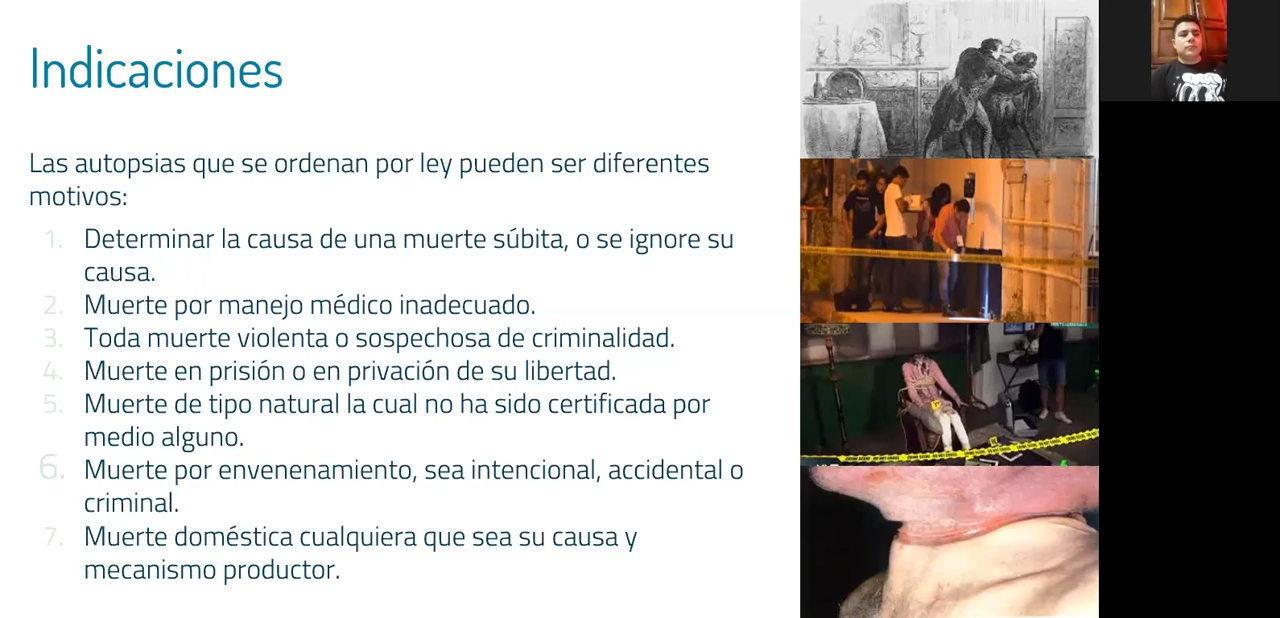 Indicaciones
Las autopsias que se ordenan por ley pueden ser diferentes
motivos:
1. Determinar la causa de una muerte súbita, o se ignore su
causa.
2. Muerte por manejo médico inadecuado.
3. Toda muerte violenta o sospechosa de criminalidad.
4. Muerte en prisión o en privación de su libertad.
5. Muerte de tipo natural la cual no ha sido certificada por
medio alguno.
6. Muerte por envenenamiento, sea intencional, accidental o
criminal.
7. Muerte doméstica cualquiera que sea su causa y
mecanismo productor.